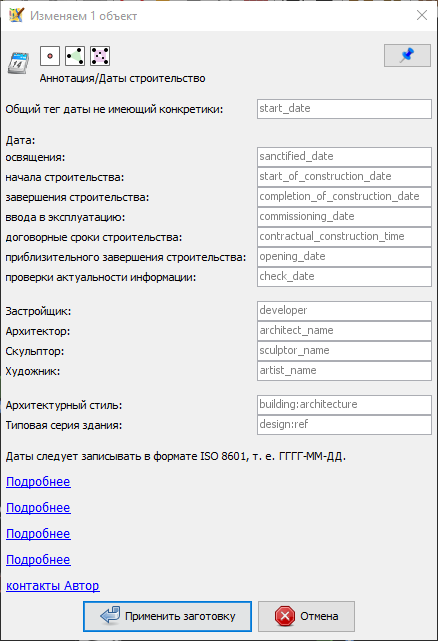 Изменяем 1 объект
14
Аннотация/Даты строительство
Общий тег даты не имеющий конкретики: start_date
Дата:
освящения: sanctified_date
начала строительства: start_of_construction_date
завершения строительства: completion_of_construction_date
ввода в эксплуатацию: commissioning_date
договорные сроки строительства: contractual_construction_time
приблизительного завершения строительства: opening_date
проверки актуальности информации: check_date
Застройщик: developer
Архитектор: architect_name
Скульптор: sculptor_name
Художник: artist_name
Архитектурный стиль: building:architecture
Типовая серия здания: design:ref
Даты следует записывать в формате ISO 8601, т. е. ГГГГ-ММ-ДД.
Подробнее
Подробнее
Подробнее
Подробнее
контакты Автор
Применить заготовку Отмена